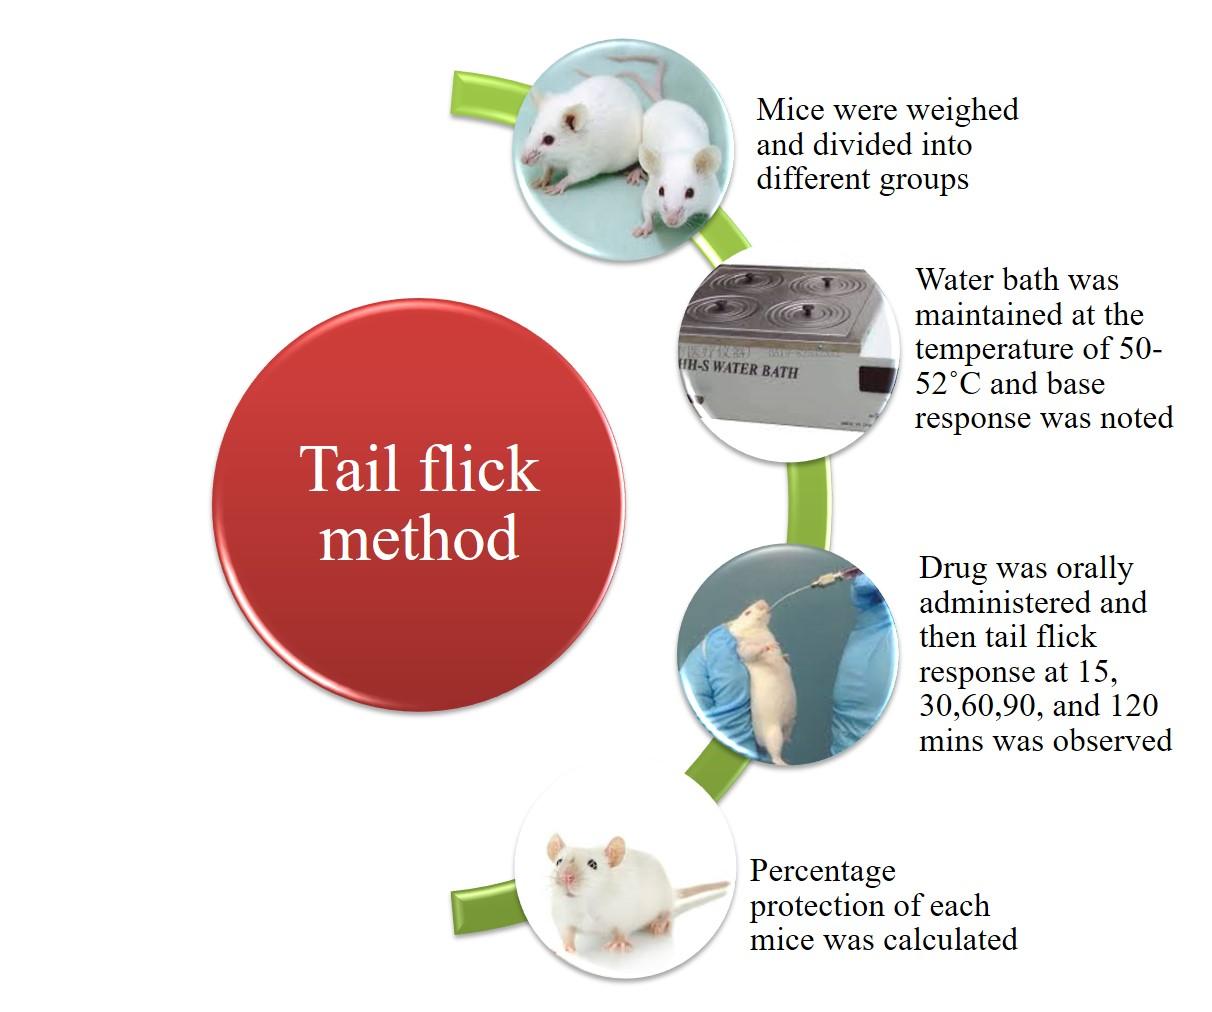 Mice were weighed
and divided into
different groups
Water bath was
maintained at the
temperature of 50-
52˚C and base
response was noted
HH-S WATER BATH
Tail flick
method
Drug was orally
administered and
then tail flick
response at 15,
30,60,90, and 120
mins was observed
Percentage
protection of each
mice was calculated